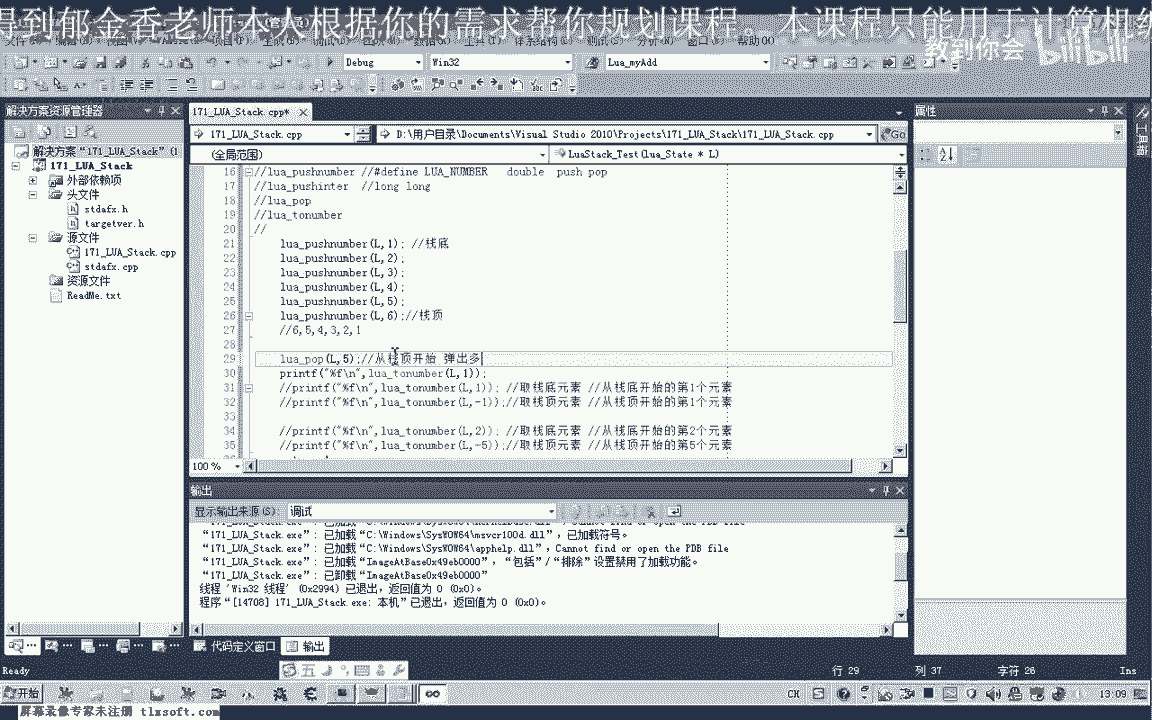 得到郁金香老师本人根据你的需求帮你规划课程。本课程只能用于计算机编
教到你会 bilibili
Debug Win32 Lua_myAdd
解决方案资源管理器
171_LUA_Stack.cpp*
属性
工具箱
171_LUA_Stack.cpp D:\用户目录\Documents\Visual Studio 2010\Projects\171_LUA_Stack\171_LUA_Stack.cpp Go
(全局范围) LuaStack_Test(lua_State * L)
解决方案"171_LUA_Stack" (1
171_LUA_Stack
外部依赖项
头文件
stdafx.h
targetver.h
源文件
171_LUA_Stack.cpp
stdafx.cpp
资源文件
ReadMe.txt
16 //lua_pushnumber //#define LUA_NUMBER double push pop
17 //lua_pushinter //long long
18 //lua_pop
19 //lua_tonumber
20 //
21 lua_pushnumber(L,1); //栈底
22 lua_pushnumber(L,2);
23 lua_pushnumber(L,3);
24 lua_pushnumber(L,4);
25 lua_pushnumber(L,5);
26 lua_pushnumber(L,6);//栈顶
27 //6,5,4,3,2,1
28
29 lua_pop(L,5);//从栈顶开始 弹出多
30 printf("%f\n",lua_tonumber(L,1));
31 //printf("%f\n",lua_tonumber(L,1)); //取栈底元素 //从栈底开始的第1个元素
32 //printf("%f\n",lua_tonumber(L,-1));//取栈顶元素 //从栈顶开始的第1个元素
33
34 //printf("%f\n",lua_tonumber(L,2)); //取栈底元素 //从栈底开始的第2个元素
35 //printf("%f\n",lua_tonumber(L,-5));//取栈顶元素 //从栈顶开始的第5个元素
100 %
输出
显示输出来源(S): 调试
"171_LUA_Stack.exe": 已加载"C:\Windows\SysWOW64\msvcr100d.dll",已加载符号。
"171_LUA_Stack.exe": 已加载"C:\Windows\SysWOW64\apphelp.dll",Cannot find or open the PDB file
"171_LUA_Stack.exe": 已加载"ImageAtBase0x49eb0000","包括"/"排除"设置禁用了加载功能。
"171_LUA_Stack.exe": 已卸载"ImageAtBase0x49eb0000"
线程 'Win32 线程' (0x2994) 已退出,返回值为 0 (0x0)。
程序"[14708] 171_LUA_Stack.exe: 本机"已退出,返回值为 0 (0x0)。
代码定义窗口 输出
Ready 行 29 列 37 字符 26 Ins
五
开始 CH 13:09
屏幕录像专家未注册 tlxsoft.com